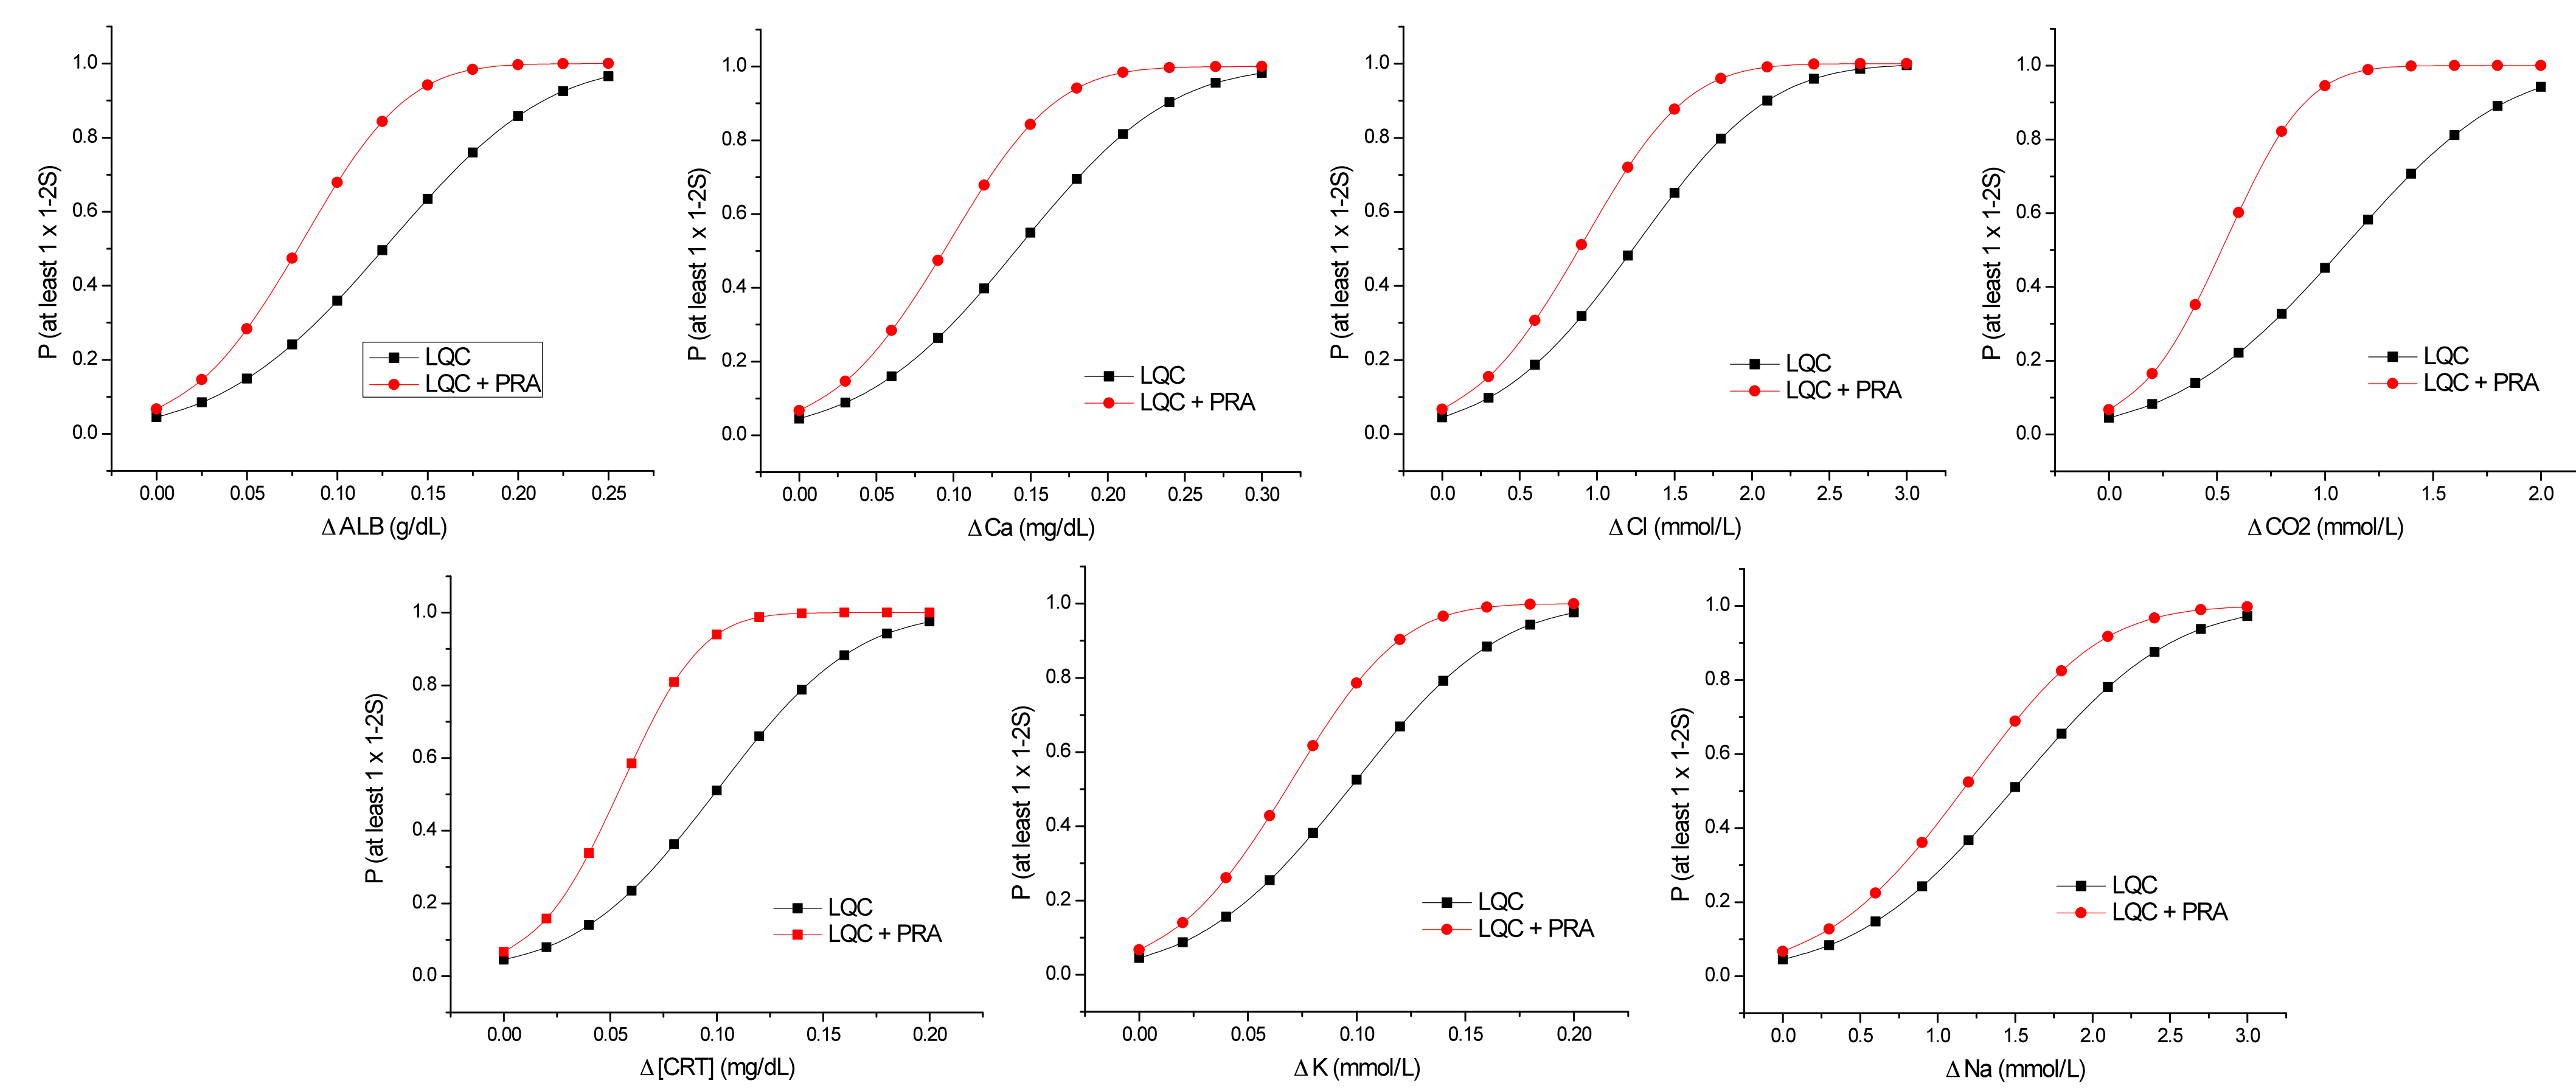 P (at least 1 x 1-2S)
1.0
0.8
0.6
0.4
0.2
0.0
LQC
LQC + PRA
0.00 0.05 0.10 0.15 0.20 0.25
Δ ALB (g/dL)
P (at least 1 x 1-2S)
1.0
0.8
0.6
0.4
0.2
0.0
LQC
LQC + PRA
0.00 0.05 0.10 0.15 0.20 0.25 0.30
Δ Ca (mg/dL)
P (at least 1 x 1-2S)
1.0
0.8
0.6
0.4
0.2
0.0
LQC
LQC + PRA
0.0 0.5 1.0 1.5 2.0 2.5 3.0
Δ Cl (mmol/L)
P (at least 1 x 1-2S)
1.0
0.8
0.6
0.4
0.2
0.0
LQC
LQC + PRA
0.0 0.5 1.0 1.5 2.0
Δ CO2 (mmol/L)
P (at least 1 x 1-2S)
1.0
0.8
0.6
0.4
0.2
0.0
LQC
LQC + PRA
0.00 0.05 0.10 0.15 0.20
Δ [CRT] (mg/dL)
P (at least 1 x 1-2S)
1.0
0.8
0.6
0.4
0.2
0.0
LQC
LQC + PRA
0.00 0.05 0.10 0.15 0.20
Δ K (mmol/L)
P (at least 1 x 1-2S)
1.0
0.8
0.6
0.4
0.2
0.0
LQC
LQC + PRA
0.0 0.5 1.0 1.5 2.0 2.5 3.0
Δ Na (mmol/L)